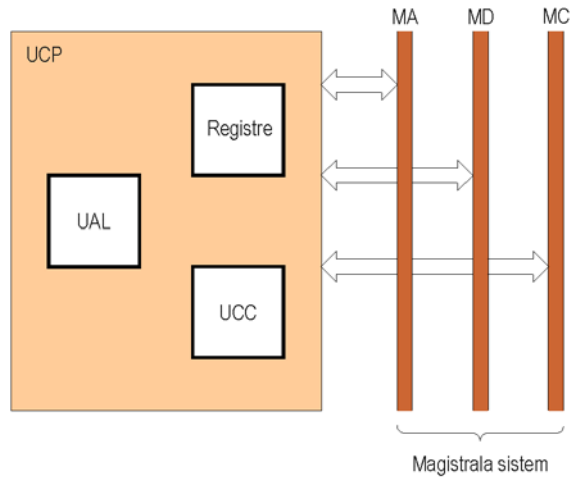 MA MD MC
UCP
Registre
UAL
UCC
Magistrala sistem